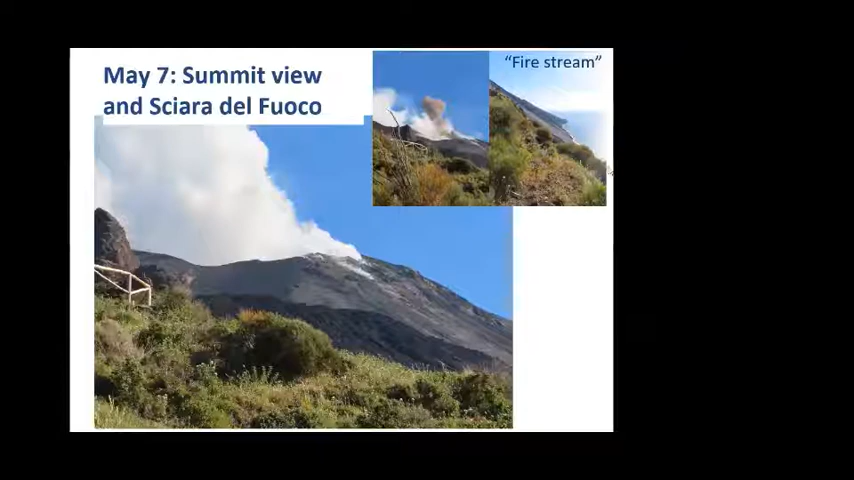 May 7: Summit view
and Sciara del Fuoco
“Fire stream”